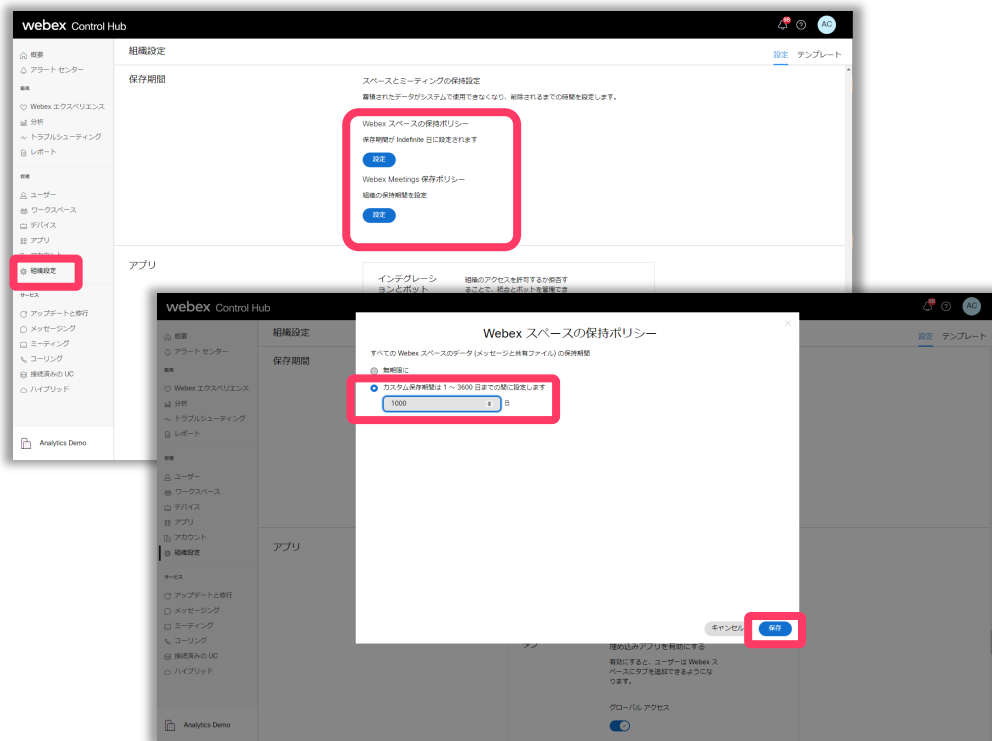 webex Control Hub
98
AC
組織設定
設定 テンプレート
概要
アラート センター
監視
Webex エクスペリエンス
分析
トラブルシューティング
レポート
管理
ユーザー
ワークスペース
デバイス
アプリ
アカウント
組織設定
サービス
アップデートと移行
メッセージング
ミーティング
コーリング
接続済みの UC
ハイブリッド
Analytics Demo
保存期間
スペースとミーティングの保持設定
蓄積されたデータがシステムで使用できなくなり、削除されるまでの時間を設定します。
Webex スペースの保持ポリシー
保存期間が Indefinite 日に設定されます
設定
Webex Meetings 保存ポリシー
組織の保持期間を設定
設定
アプリ
インテグレーシ
ョンとボット
組織のアクセスを許可するか拒否す
ることで、統合とボットを管理でき
webex Control Hub
AC
組織設定
設定 テンプレート
概要
アラート センター
監視
Webex エクスペリエンス
分析
トラブルシューティング
レポート
管理
ユーザー
ワークスペース
デバイス
アプリ
アカウント
組織設定
サービス
アップデートと移行
メッセージング
ミーティング
コーリング
接続済みの UC
ハイブリッド
Analytics Demo
保存期間
アプリ
Webex スペースの保持ポリシー
すべての Webex スペースのデータ (メッセージと共有ファイル) の保持期間
無期限に
カスタム保存期間は 1 ～ 3600 日までの間に設定します
1000 日
キャンセル 保存
埋め込みアプリを有効にする
有効にすると、ユーザーは Webex ス
ペースにタブを追加できるようにな
ります。
グローバル アクセス